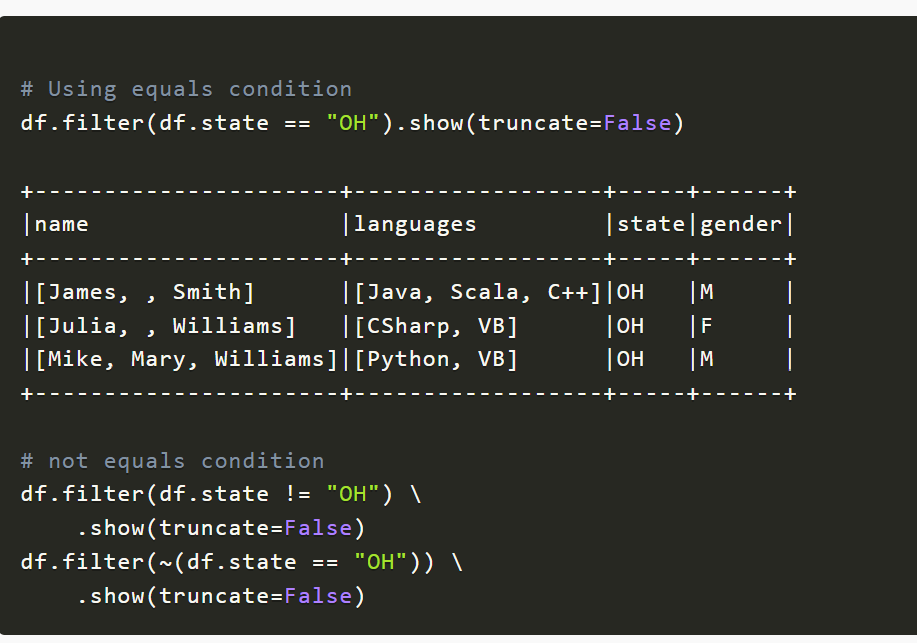 # Using equals condition
df.filter(df.state == "OH").show(truncate=False)
+----------------------+------------------+-----+------+
|name                  |languages         |state|gender|
+----------------------+------------------+-----+------+
|[James, , Smith]      |[Java, Scala, C++]|OH   |M     |
|[Julia, , Williams]   |[CSharp, VB]      |OH   |F     |
|[Mike, Mary, Williams]|[Python, VB]      |OH   |M     |
+----------------------+------------------+-----+------+
# not equals condition
df.filter(df.state != "OH") \
    .show(truncate=False)
df.filter(~(df.state == "OH")) \
    .show(truncate=False)